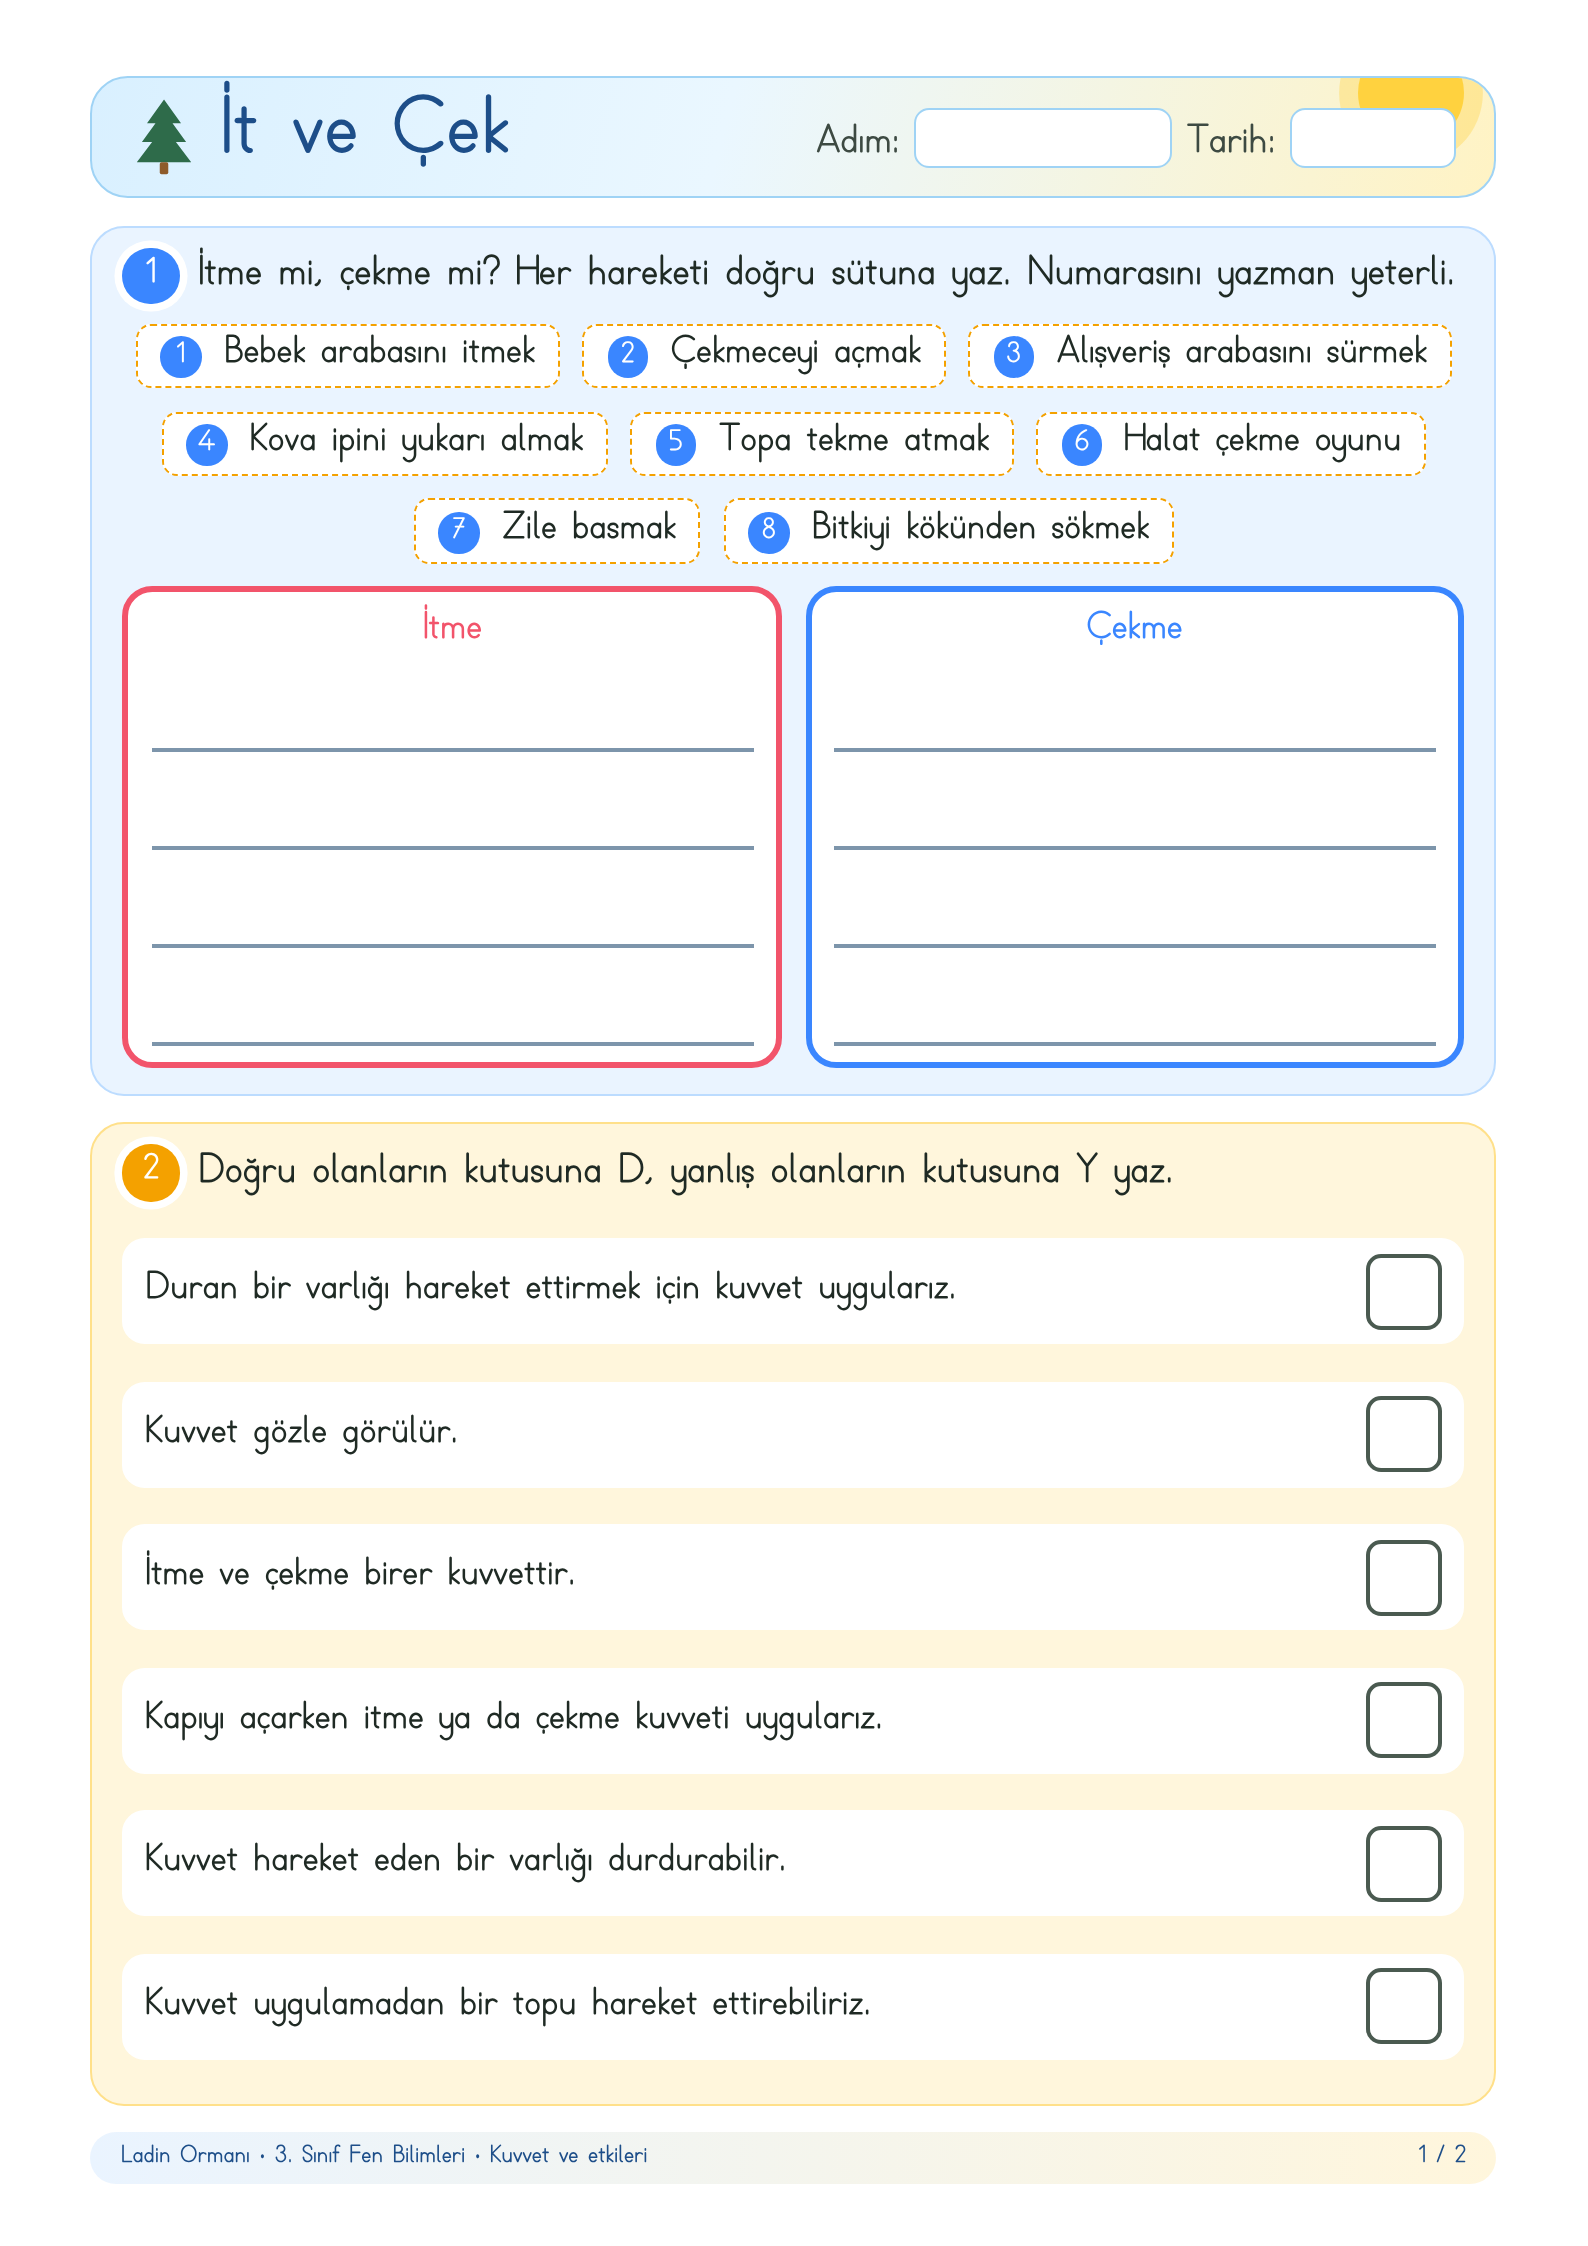 İt ve Çek
Adım: Tarih:
1 İtme mi, çekme mi? Her hareketi doğru sütuna yaz. Numarasını yazman yeterli.
1 Bebek arabasını itmek 2 Çekmeceyi açmak 3 Alışveriş arabasını sürmek
4 Kova ipini yukarı almak 5 Topa tekme atmak 6 Halat çekme oyunu
7 Zile basmak 8 Bitkiyi kökünden sökmek
İtme Çekme
2 Doğru olanların kutusuna D, yanlış olanların kutusuna Y yaz.
Duran bir varlığı hareket ettirmek için kuvvet uygularız.
Kuvvet gözle görülür.
İtme ve çekme birer kuvvettir.
Kapıyı açarken itme ya da çekme kuvveti uygularız.
Kuvvet hareket eden bir varlığı durdurabilir.
Kuvvet uygulamadan bir topu hareket ettirebiliriz.
Ladin Ormanı • 3. Sınıf Fen Bilimleri • Kuvvet ve etkileri 1 / 2